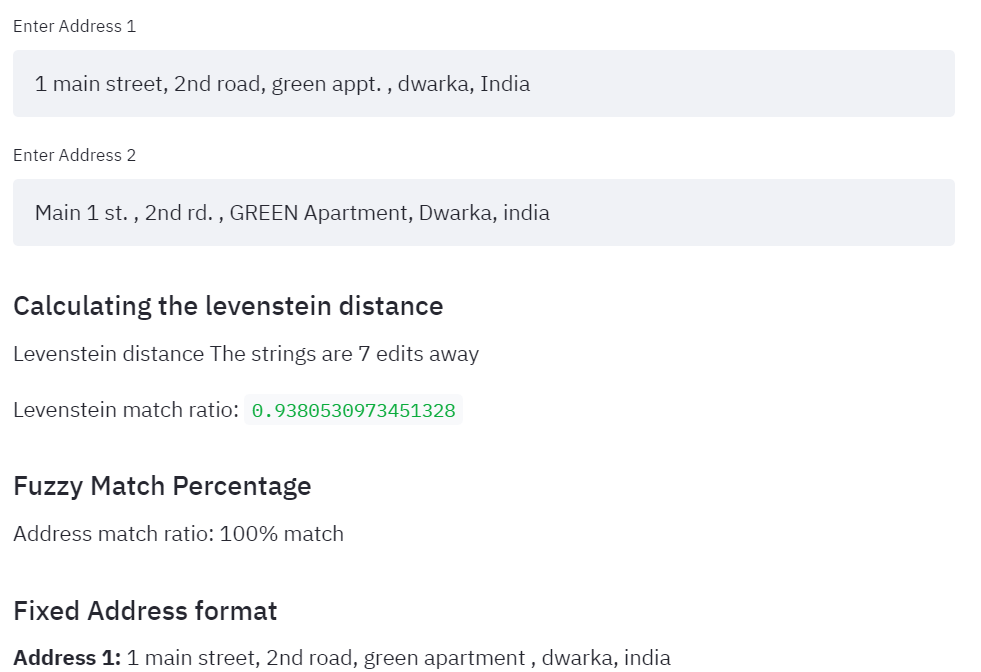 Enter Address 1
1 main street, 2nd road, green appt. , dwarka, India
Enter Address 2
Main 1 st. , 2nd rd. , GREEN Apartment, Dwarka, india
Calculating the levenstein distance
Levenstein distance The strings are 7 edits away
Levenstein match ratio: 0.9380530973451328
Fuzzy Match Percentage
Address match ratio: 100% match
Fixed Address format
Address 1: 1 main street, 2nd road, green apartment , dwarka, india